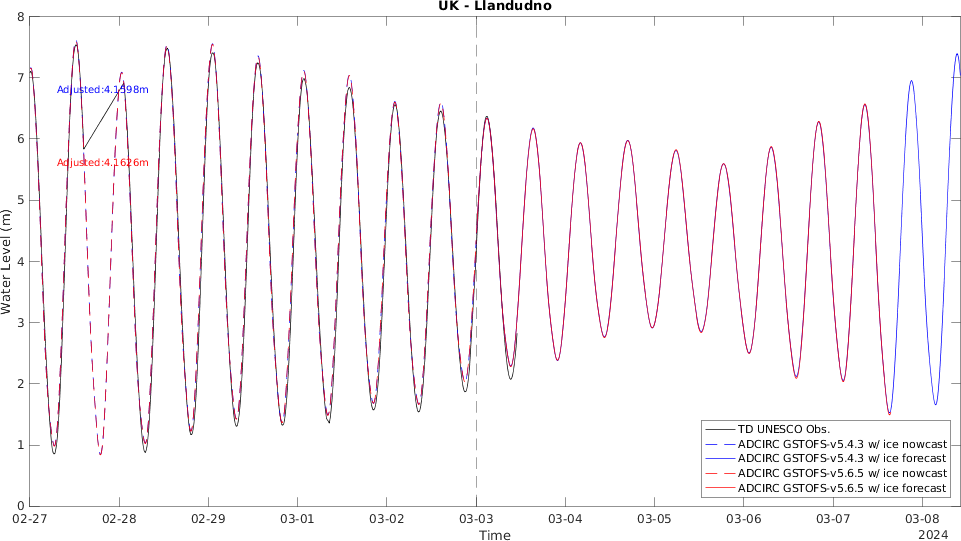 UK - Llandudno
8
7
6
5
4
3
2
1
0
Water Level (m)
Adjusted:4.1598m
Adjusted:4.1626m
TD UNESCO Obs.
ADCIRC GSTOFS-v5.4.3 w/ ice nowcast
ADCIRC GSTOFS-v5.4.3 w/ ice forecast
ADCIRC GSTOFS-v5.6.5 w/ ice nowcast
ADCIRC GSTOFS-v5.6.5 w/ ice forecast
02-27 02-28 02-29 03-01 03-02 03-03 03-04 03-05 03-06 03-07 03-08
Time
2024